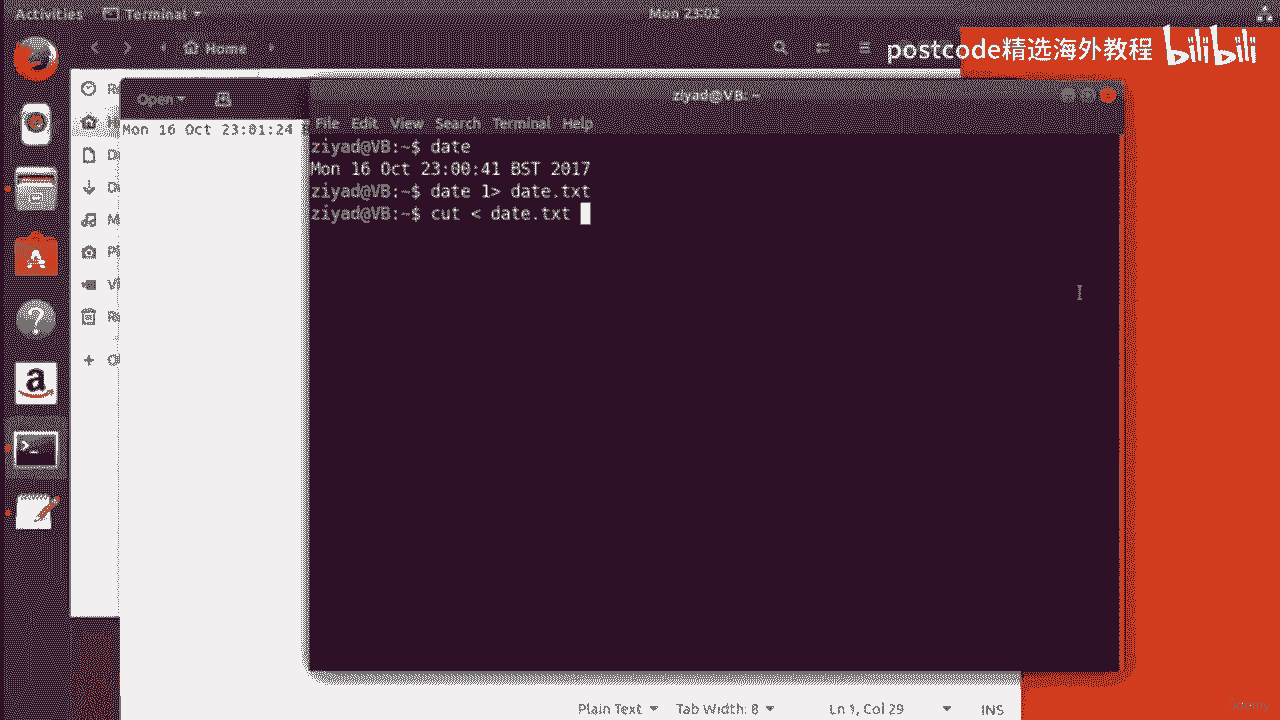 Activities Terminal Mon 23:02
Home
postcode精选海外教程 bilibili
Open
ziyad@VB: ~
Mon 16 Oct 23:01:24
File Edit View Search Terminal Help
ziyad@VB:~$ date
Mon 16 Oct 23:00:41 BST 2017
ziyad@VB:~$ date 1> date.txt
ziyad@VB:~$ cut < date.txt
Plain Text Tab Width: 8 Ln 1, Col 29 INS